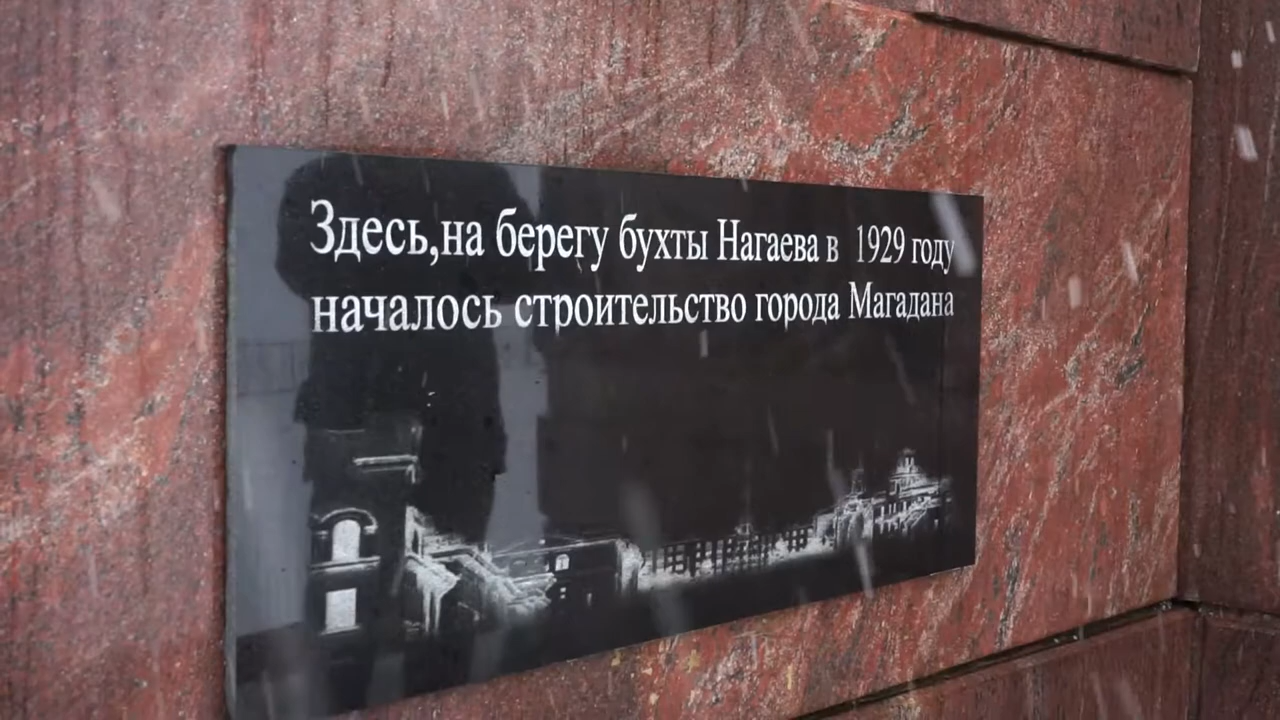 Здесь,на берегу бухты Нагаева в 1929 году
началось строительство города Магадана